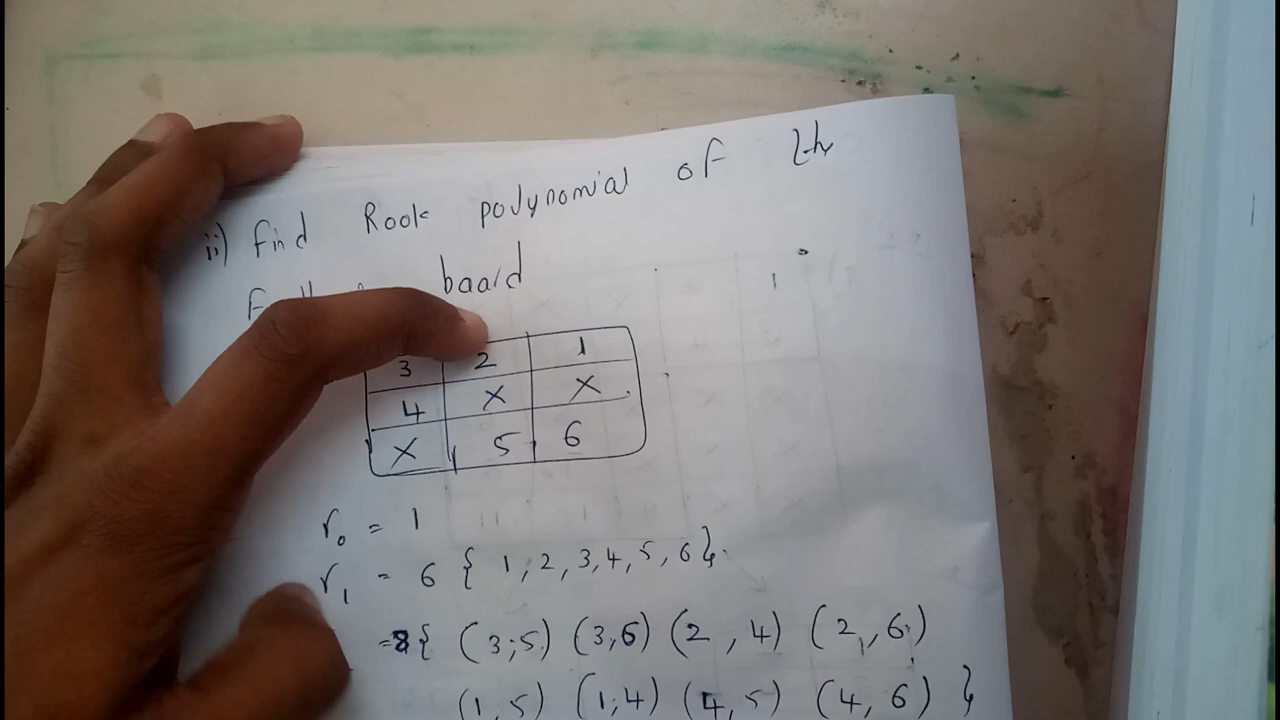 ii) Find Rook polynomial of
board
3 2 1
4 X X
X 5 6
r₀ = 1
r₁ = 6 { 1, 2, 3, 4, 5, 6 }.
= 8 { (3,5) (3,6) (2,4) (2,6)
(1,5) (1,4) (4,5) (4,6) }